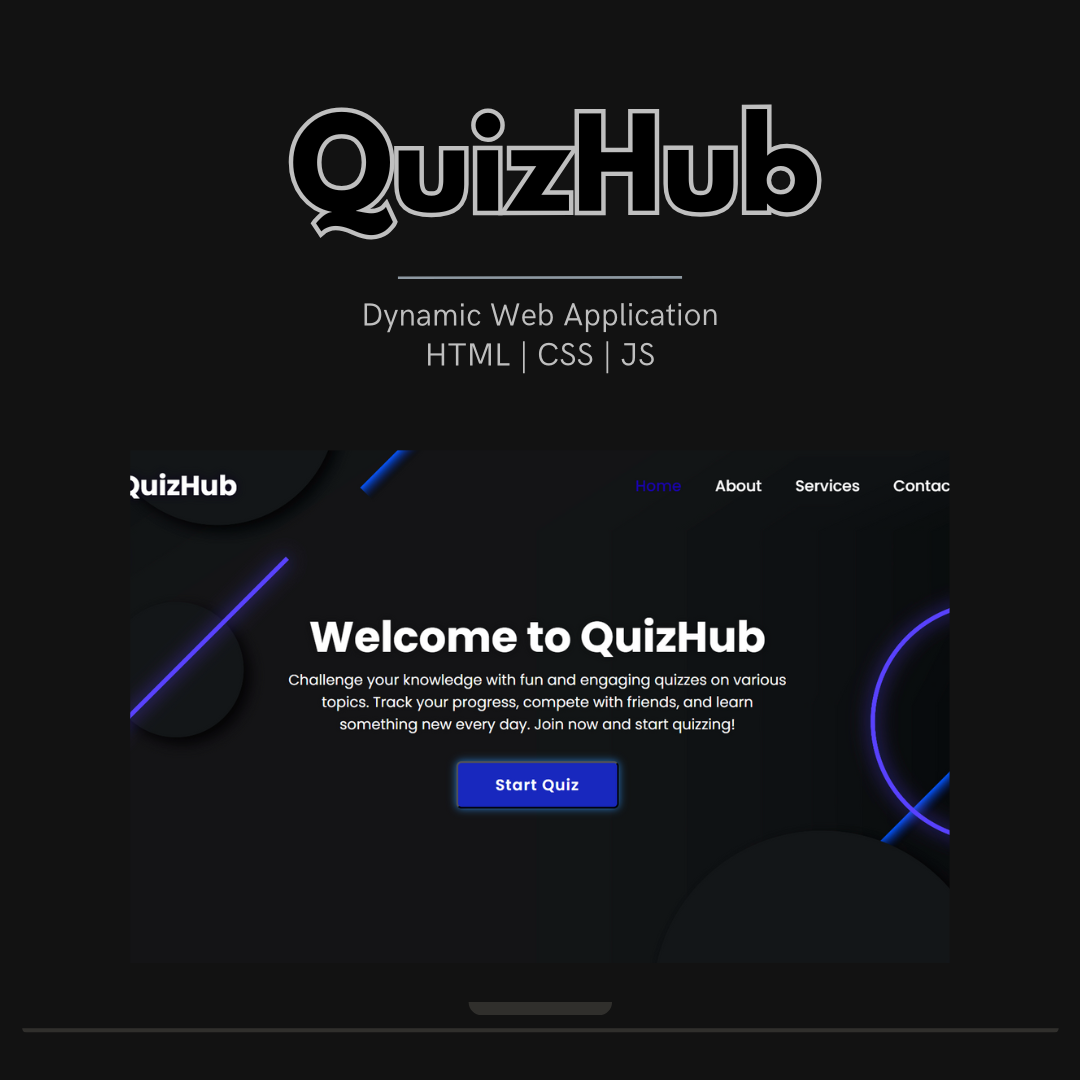 QuizHub
Dynamic Web Application
HTML | CSS | JS
QuizHub Home About Services Contac
Welcome to QuizHub
Challenge your knowledge with fun and engaging quizzes on various
topics. Track your progress, compete with friends, and learn
something new every day. Join now and start quizzing!
Start Quiz